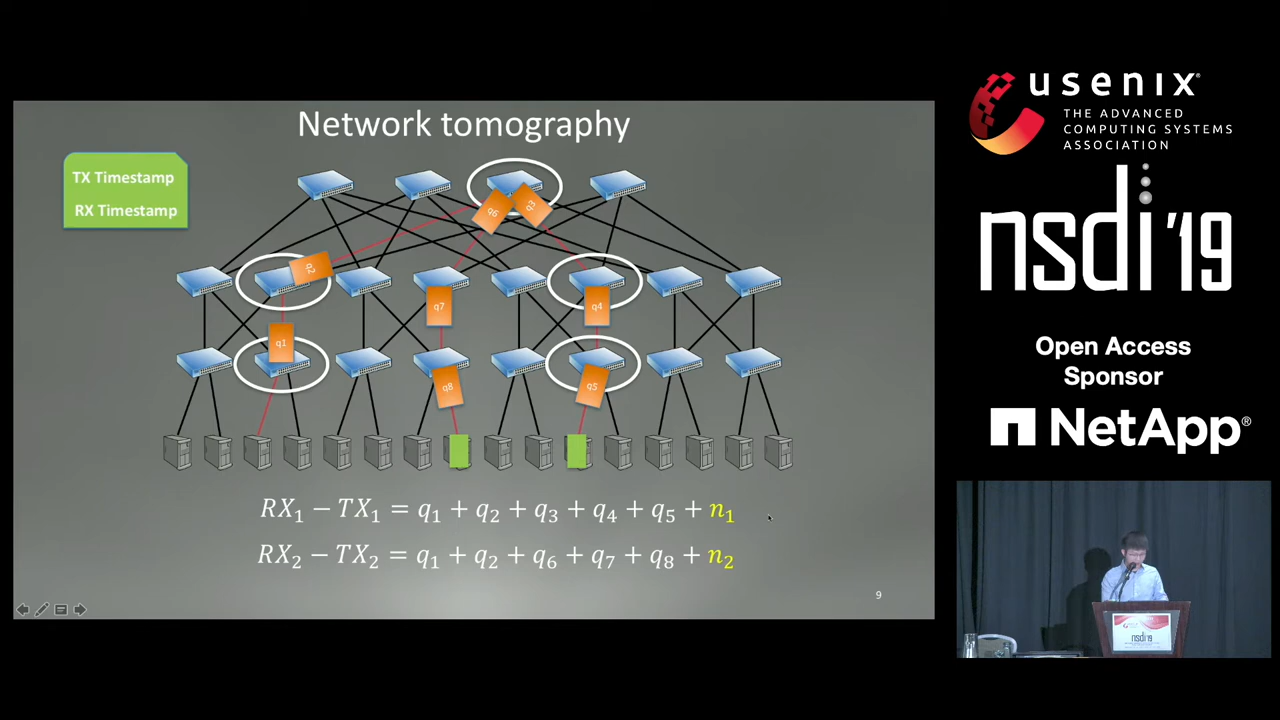 Network tomography
TX Timestamp
RX Timestamp
q6
q3
q2
q7
q4
q1
q8
q5
RX₁ − TX₁ = q₁ + q₂ + q₃ + q₄ + q₅ + n₁
RX₂ − TX₂ = q₁ + q₂ + q₆ + q₇ + q₈ + n₂
9
usenix®
THE ADVANCED
COMPUTING SYSTEMS
ASSOCIATION
nsdi '19
Open Access
Sponsor
NetApp®
nsdi'19